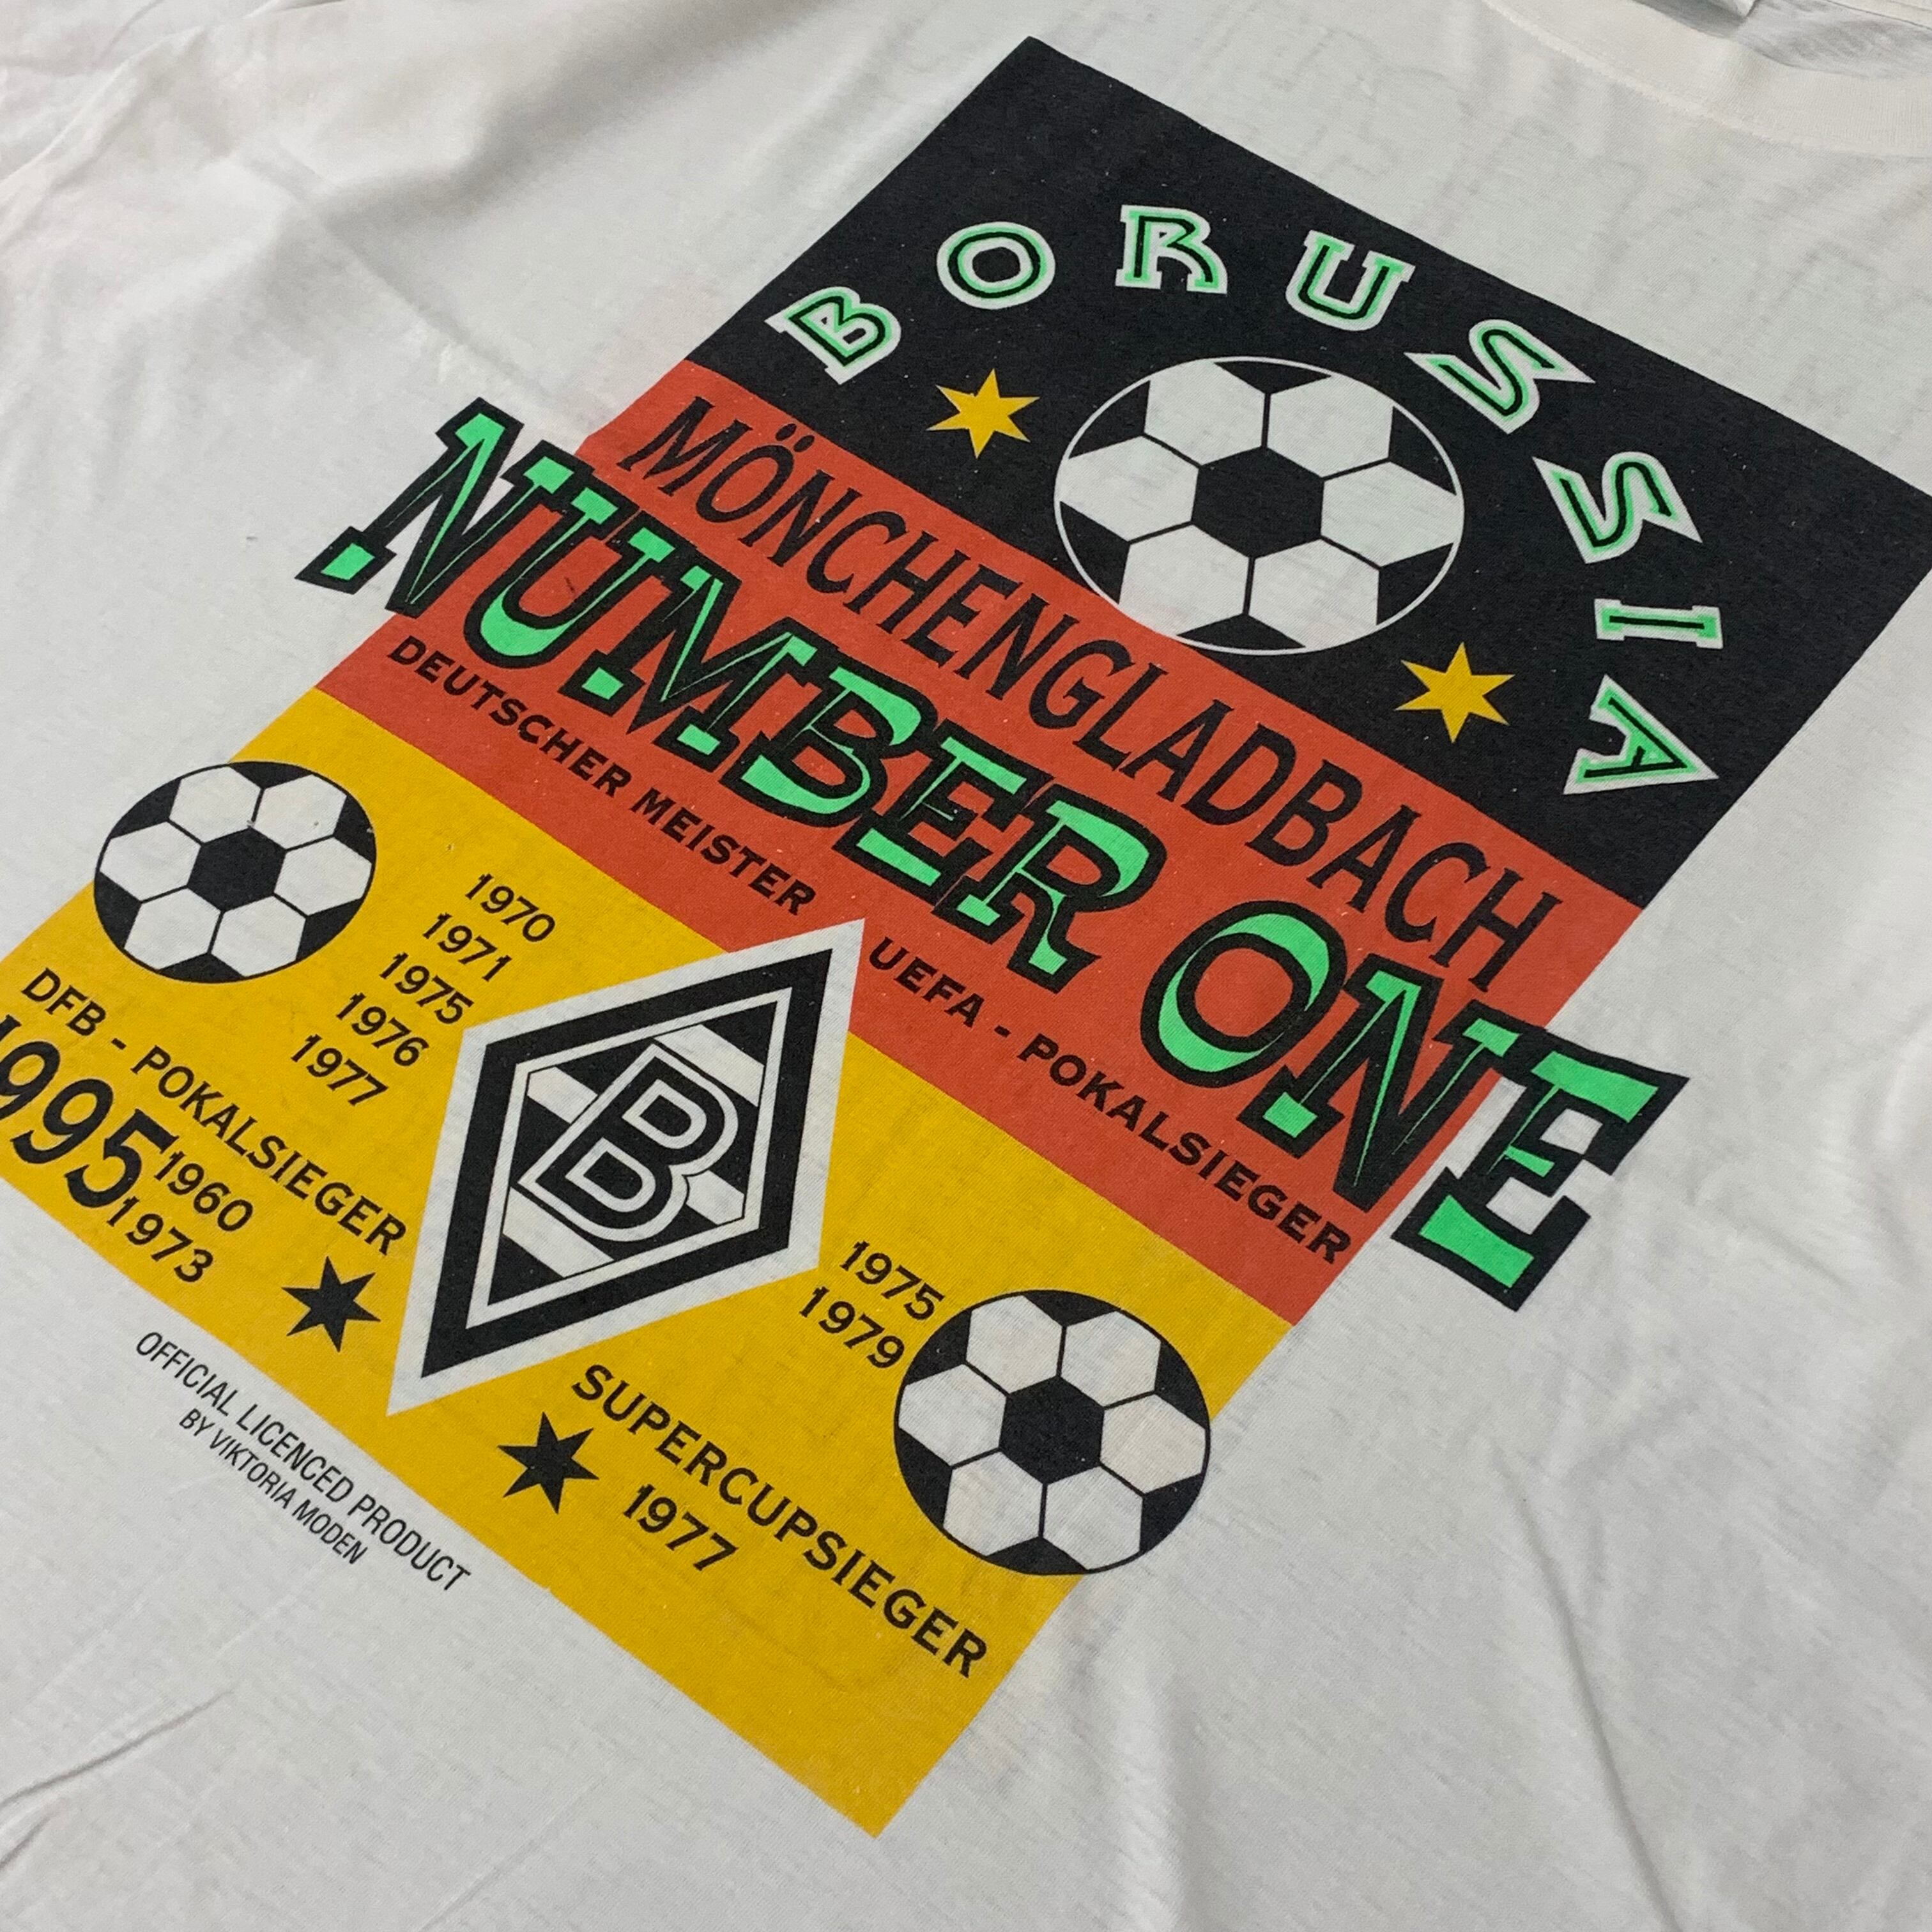 BORUSSIA
MÖNCHENGLADBACH
NUMBER ONE
DEUTSCHER MEISTER
1970
1971
1975
1976
1977
UEFA - POKALSIEGER
1975
1979
B
DFB - POKALSIEGER
1995
1960
1973
SUPERCUPSIEGER
1977
OFFICIAL LICENCED PRODUCT
BY VIKTORIA MODEN